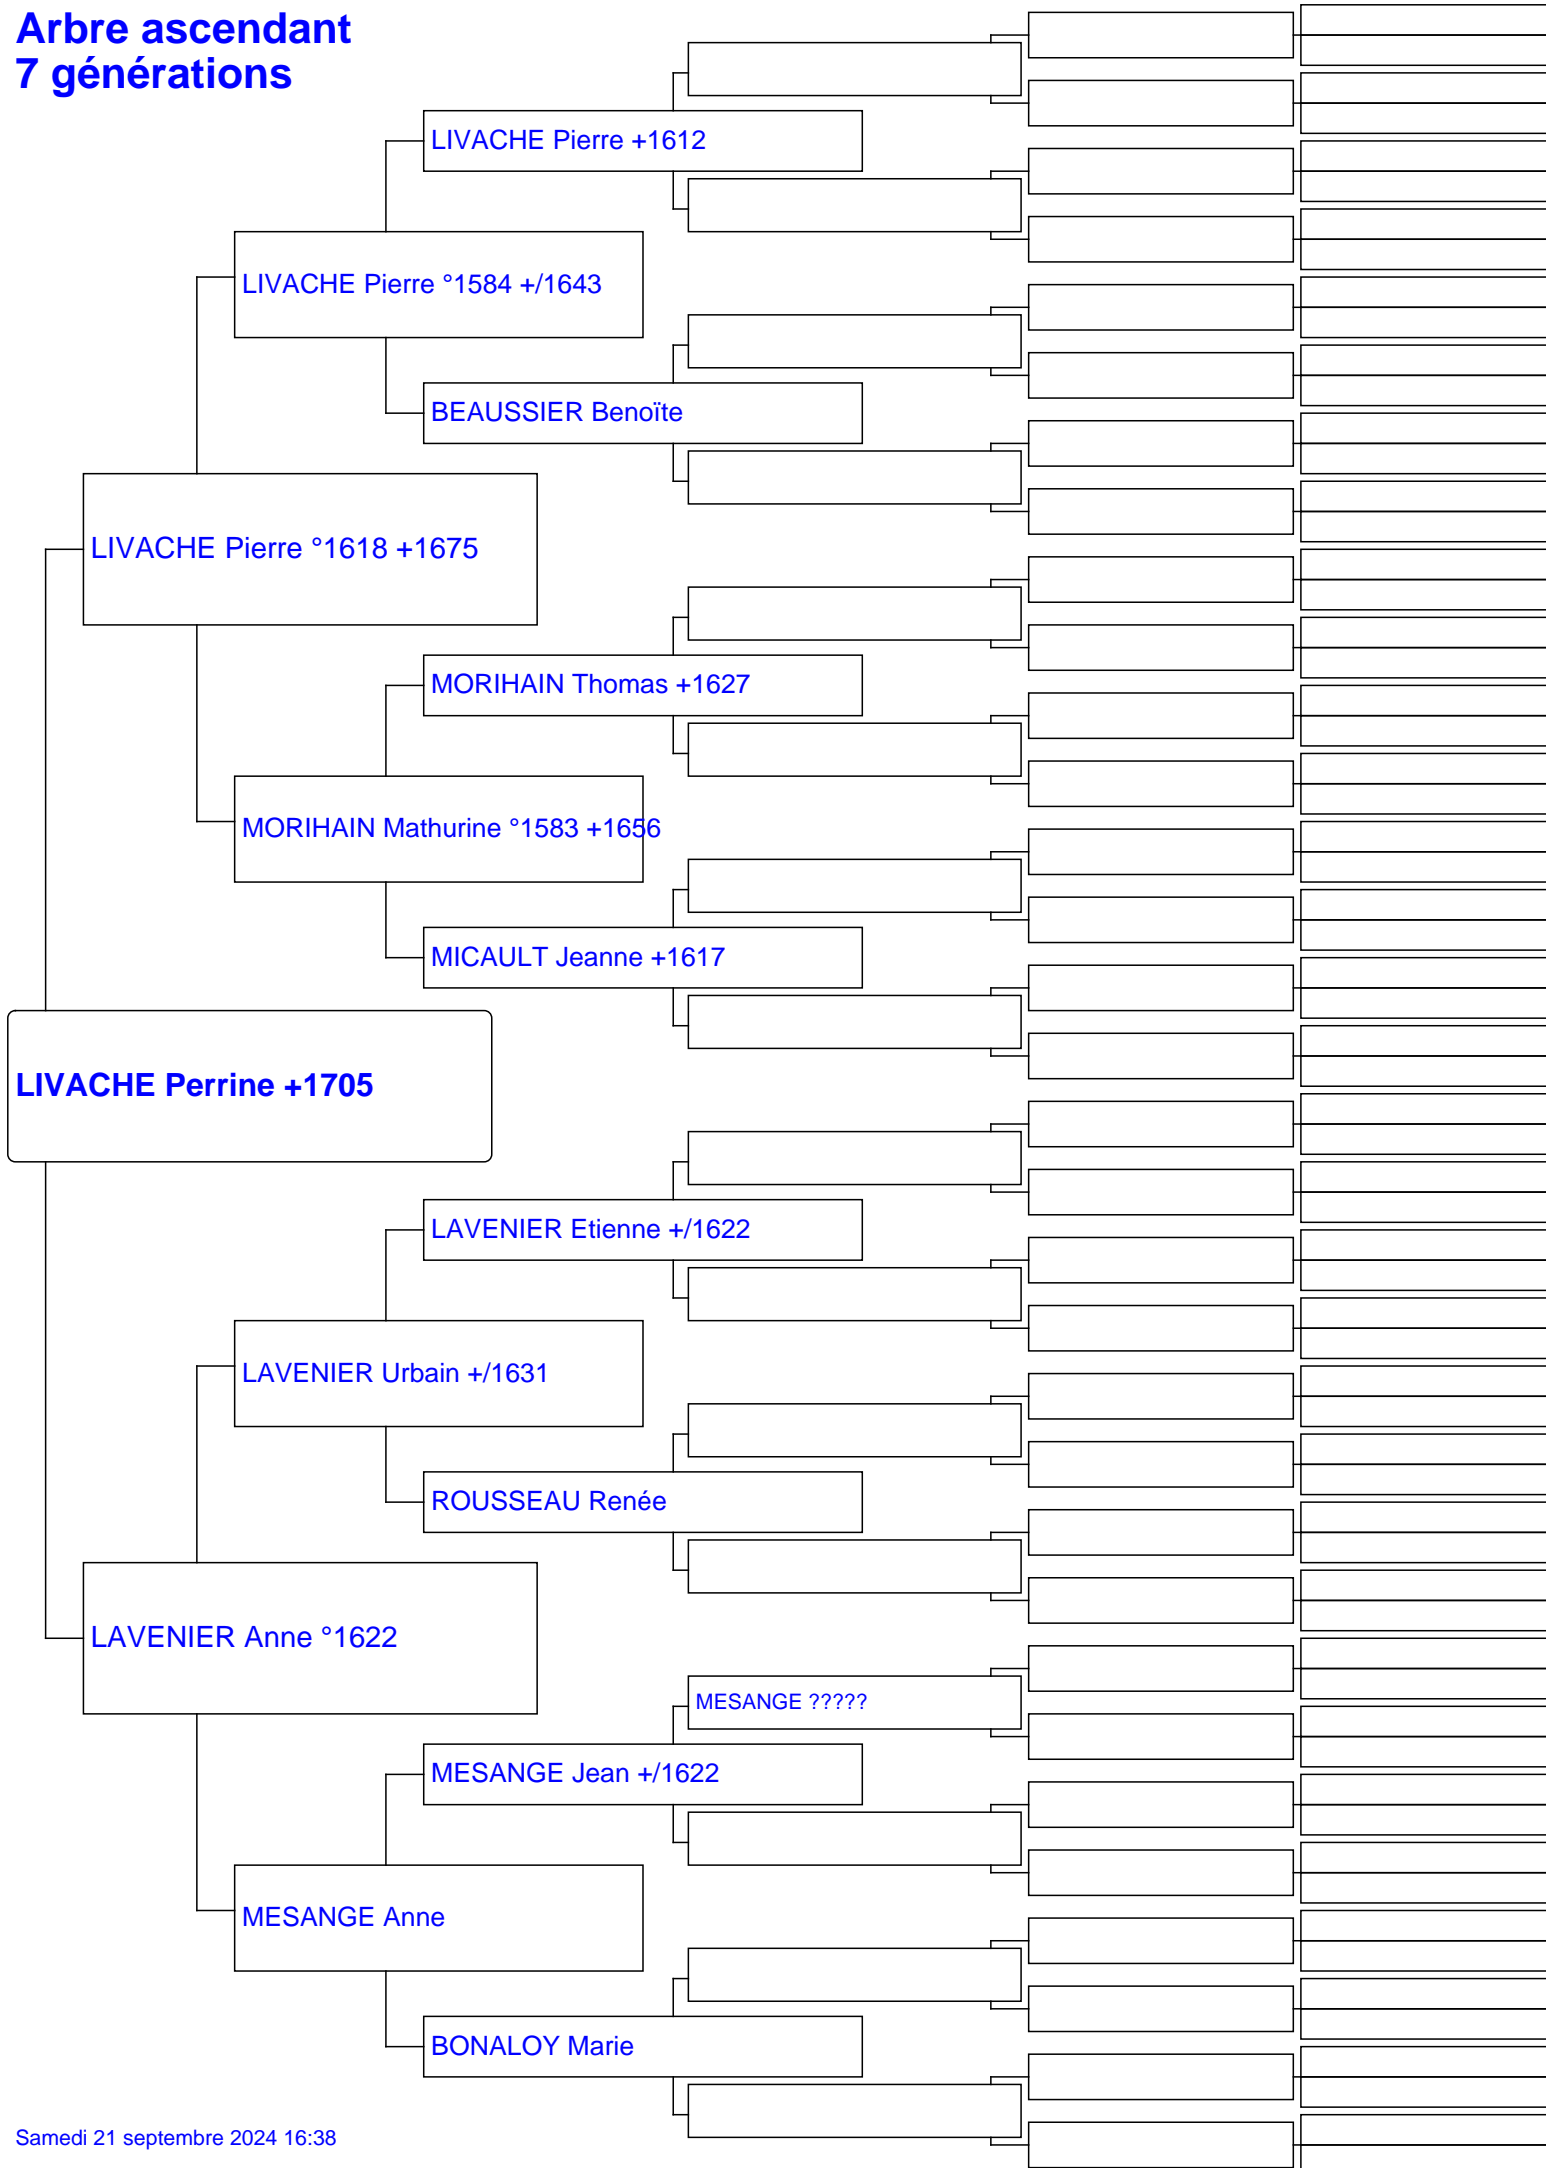 Arbre ascendant
7 générations
LIVACHE Pierre +1612
LIVACHE Pierre °1584 +/1643
BEAUSSIER Benoïte
LIVACHE Pierre °1618 +1675
MORIHAIN Thomas +1627
MORIHAIN Mathurine °1583 +1656
MICAULT Jeanne +1617
LIVACHE Perrine +1705
LAVENIER Etienne +/1622
LAVENIER Urbain +/1631
ROUSSEAU Renée
LAVENIER Anne °1622
MESANGE ?????
MESANGE Jean +/1622
MESANGE Anne
BONALOY Marie
Samedi 21 septembre 2024 16:38